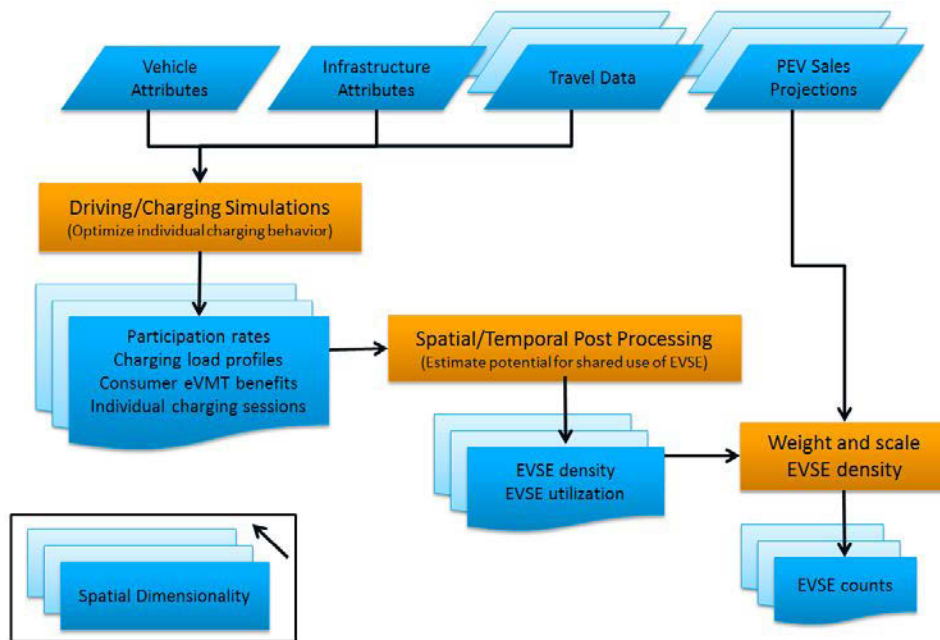 Vehicle
Attributes
Infrastructure
Attributes
Travel Data
PEV Sales
Projections
Driving/Charging Simulations
(Optimize individual charging behavior)
Participation rates
Charging load profiles
Consumer eVMT benefits
Individual charging sessions
Spatial/Temporal Post Processing
(Estimate potential for shared use of EVSE)
EVSE density
EVSE utilization
Weight and scale
EVSE density
EVSE counts
Spatial Dimensionality